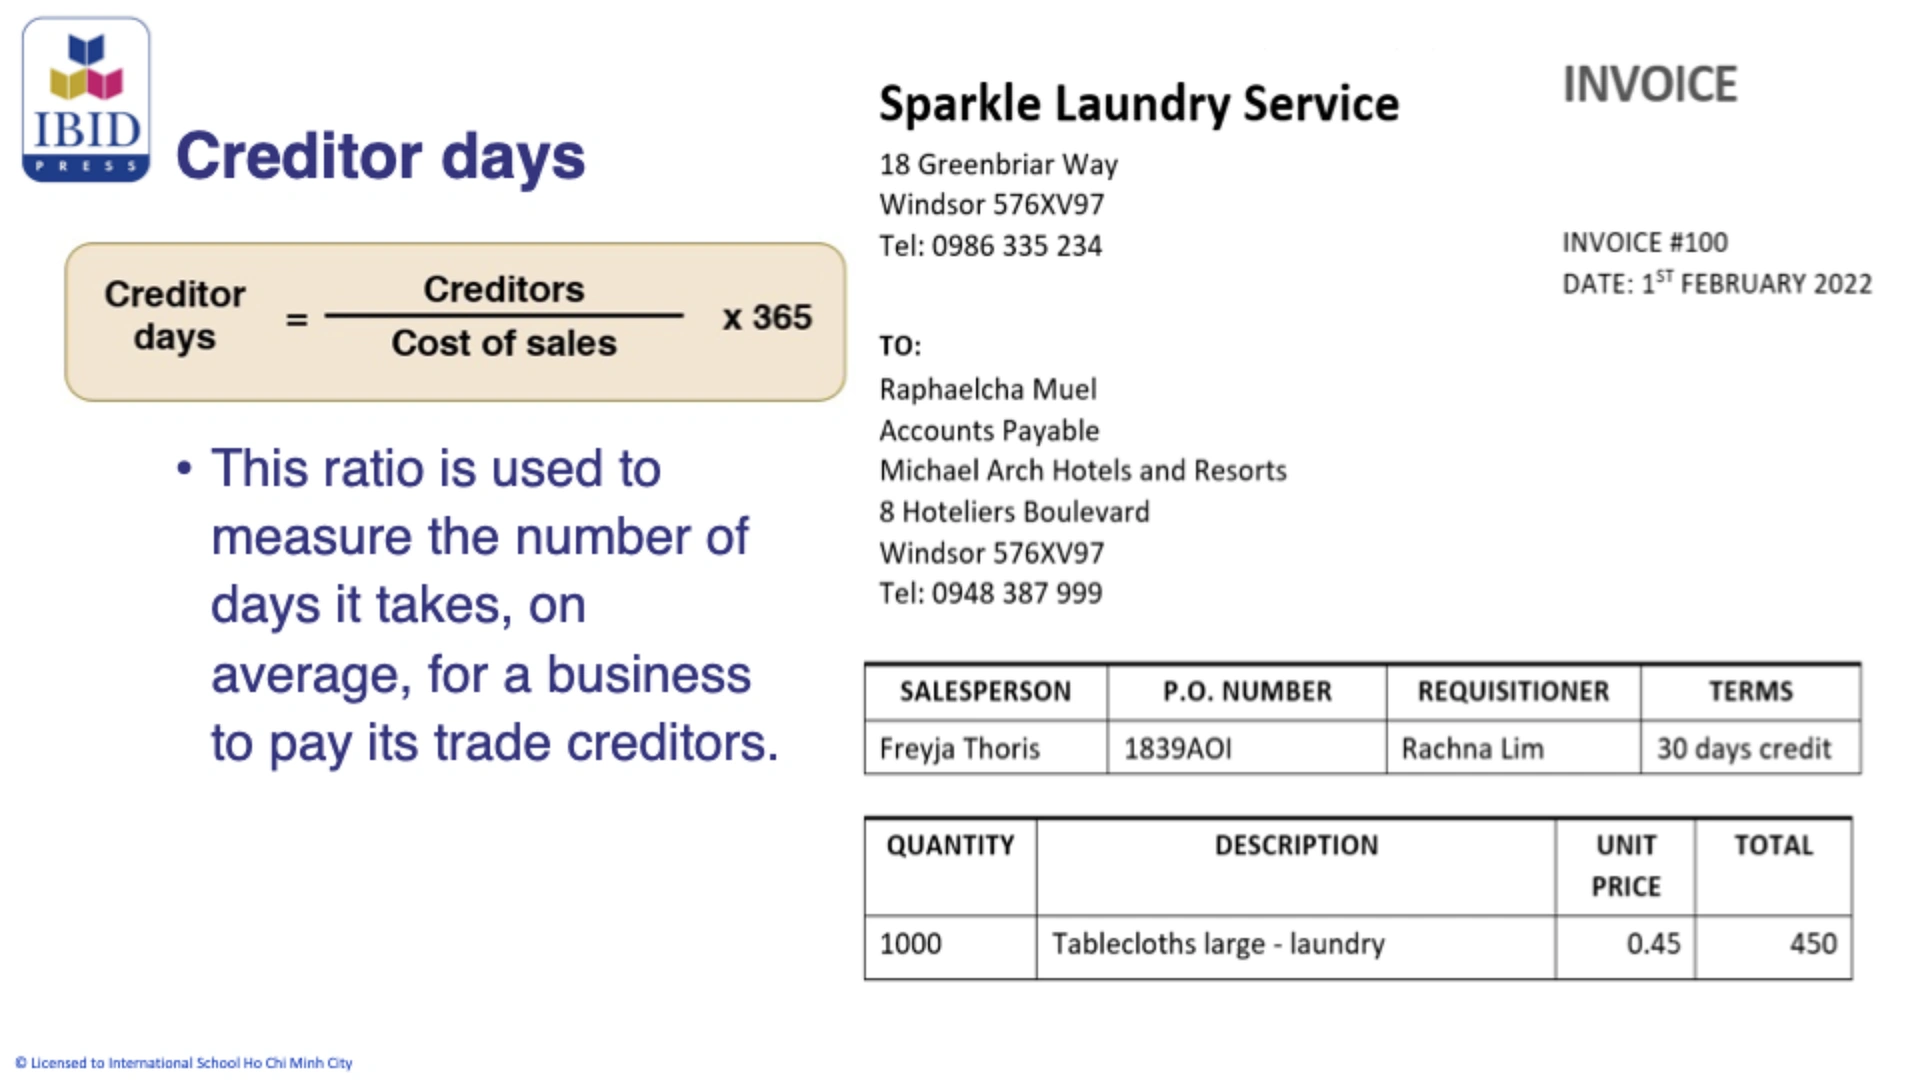 IBID
PRESS
Creditor days
Creditor
days
=
Creditors
Cost of sales
x 365
• This ratio is used to
measure the number of
days it takes, on
average, for a business
to pay its trade creditors.
Sparkle Laundry Service
18 Greenbriar Way
Windsor 576XV97
Tel: 0986 335 234
INVOICE
INVOICE #100
DATE: 1ST FEBRUARY 2022
TO:
Raphaelcha Muel
Accounts Payable
Michael Arch Hotels and Resorts
8 Hoteliers Boulevard
Windsor 576XV97
Tel: 0948 387 999
SALESPERSON P.O. NUMBER REQUISITIONER TERMS
Freyja Thoris 1839AOI Rachna Lim 30 days credit
QUANTITY DESCRIPTION UNIT PRICE TOTAL
1000 Tablecloths large - laundry 0.45 450
© Licensed to International School Ho Chi Minh City